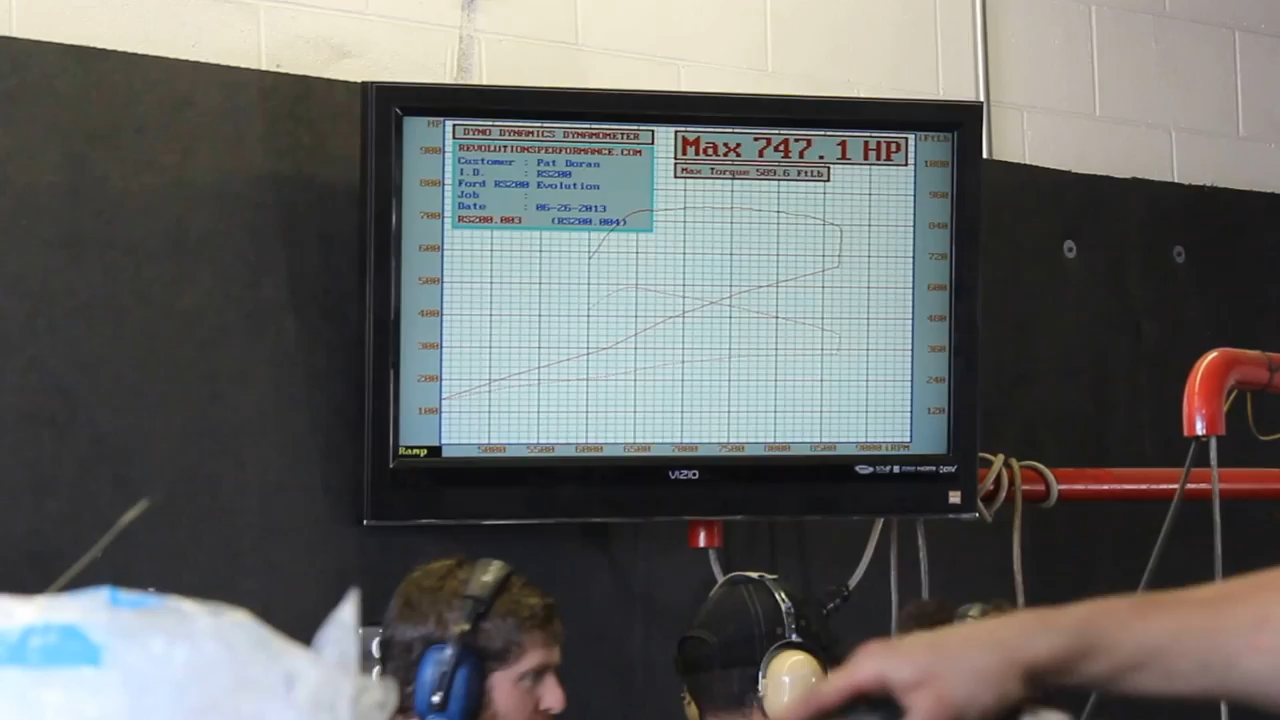 HP
DYNO DYNAMICS DYNAMOMETER
REVOLUTIONSPERFORMANCE.COM
Customer : Pat Doran
I.D. : RS200
Ford RS200 Evolution
Job :
Date : 06-26-2013
RS200.003 (RS200.004)
Max 747.1 HP
Max Torque 589.6 FtLb
(FtLb
900
800
700
600
500
400
300
200
100
1080
960
840
720
600
480
360
240
120
Ramp
5000 5500 6000 6500 7000 7500 8000 8500 9000 (RPM
VIZIO